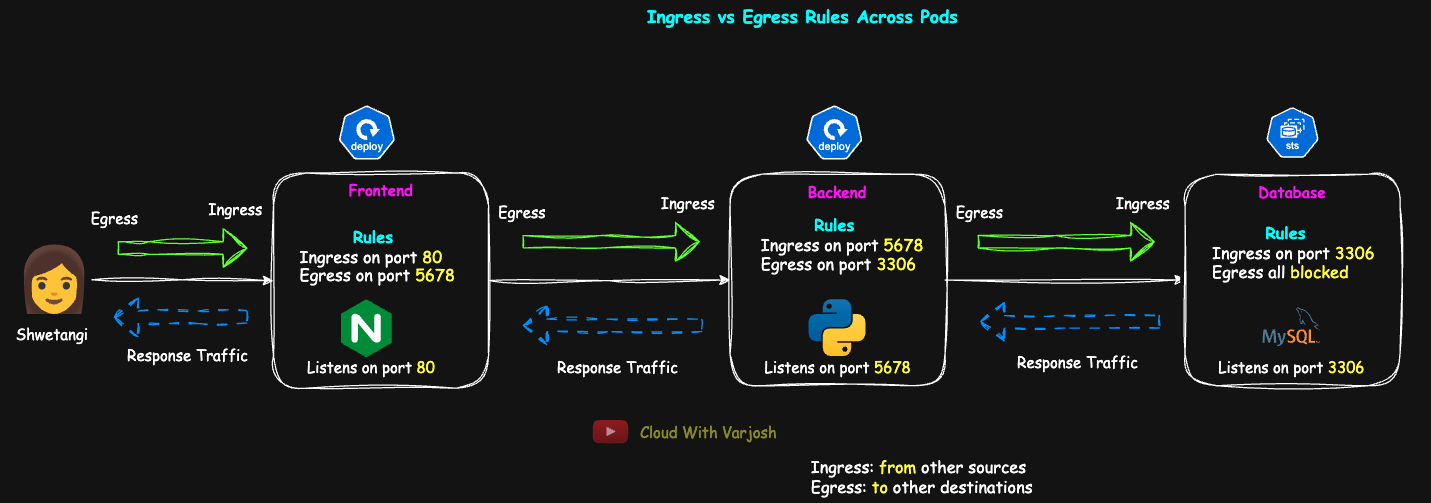 Ingress vs Egress Rules Across Pods
deploy
deploy
sts
Frontend
Backend
Database
Egress
Ingress
Egress
Ingress
Egress
Ingress
Rules
Ingress on port 80
Egress on port 5678
Rules
Ingress on port 5678
Egress on port 3306
Rules
Ingress on port 3306
Egress all blocked
Shwetangi
Response Traffic
N
Listens on port 80
Response Traffic
Listens on port 5678
Response Traffic
MySQL
Listens on port 3306
Cloud With Varjosh
Ingress: from other sources
Egress: to other destinations